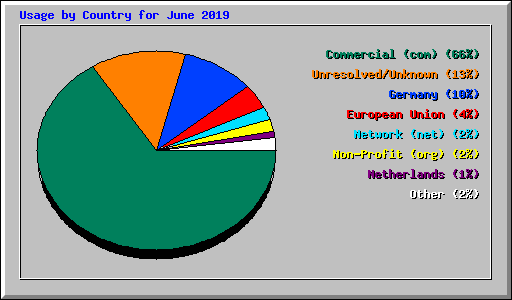 Usage by Country for June 2019
Commercial (com) (66%)
Unresolved/Unknown (13%)
Germany (10%)
European Union (4%)
Network (net) (2%)
Non-Profit (org) (2%)
Netherlands (1%)
Other (2%)